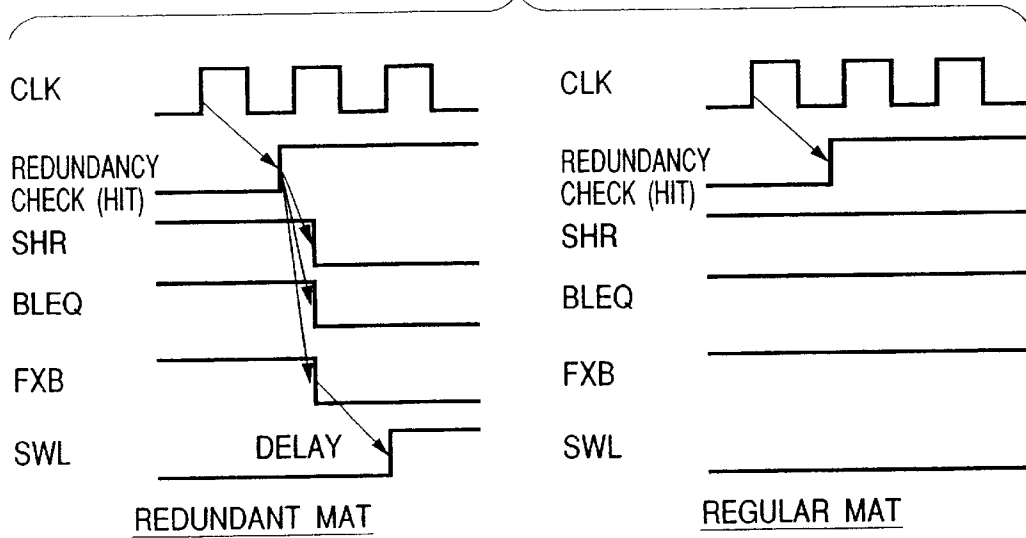 CLK
REDUNDANCY
CHECK (HIT)
SHR
BLEQ
FXB
SWL
DELAY
REDUNDANT MAT
CLK
REDUNDANCY
CHECK (HIT)
SHR
BLEQ
FXB
SWL
REGULAR MAT